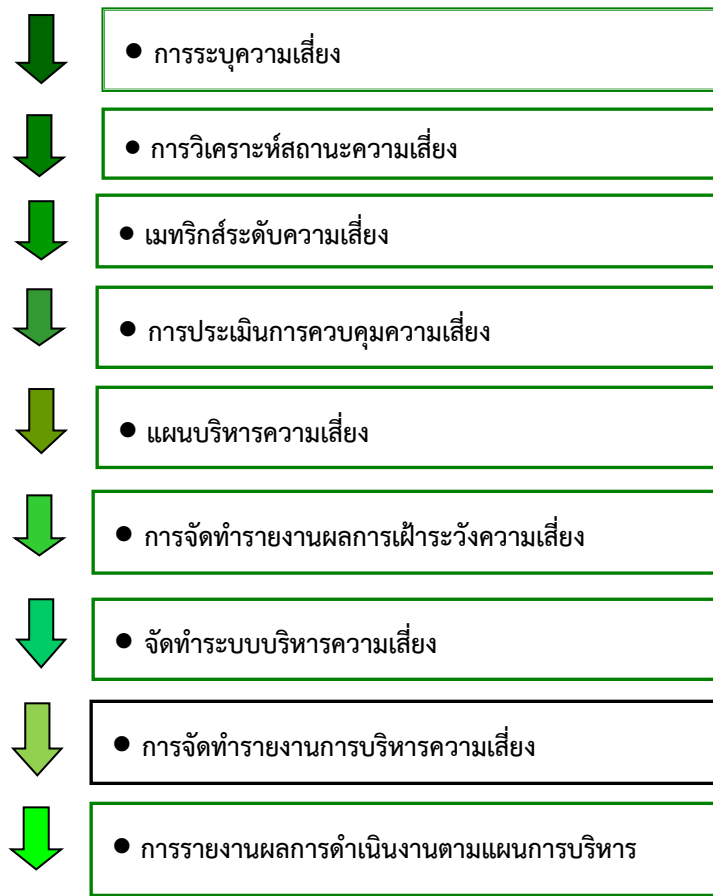 ● การระบุความเสี่ยง
● การวิเคราะห์สถานะความเสี่ยง
● เมทริกส์ระดับความเสี่ยง
● การประเมินการควบคุมความเสี่ยง
● แผนบริหารความเสี่ยง
● การจัดทำรายงานผลการเฝ้าระวังความเสี่ยง
● จัดทำระบบบริหารความเสี่ยง
● การจัดทำรายงานการบริหารความเสี่ยง
● การรายงานผลการดำเนินงานตามแผนการบริหาร